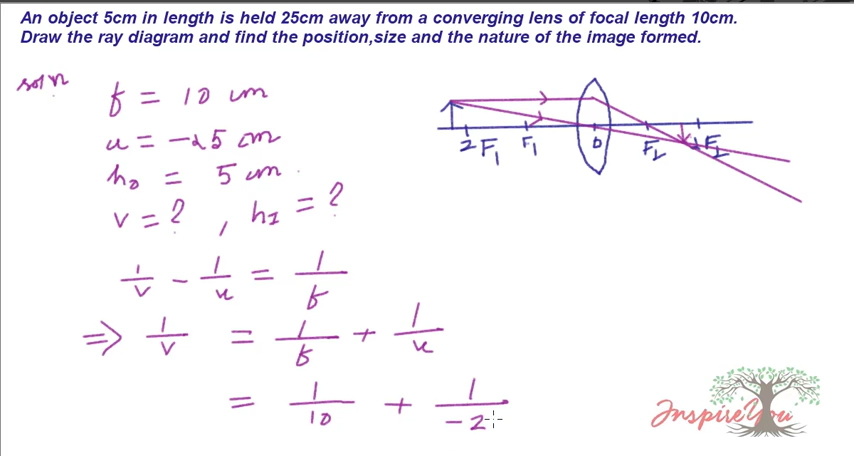 An object 5cm in length is held 25cm away from a converging lens of focal length 10cm.
Draw the ray diagram and find the position,size and the nature of the image formed.
soln
f = 10 cm
u = -25 cm
h₀ = 5 cm
v = ? , hI = ?
1/v - 1/u = 1/f
⇒ 1/v = 1/f + 1/u
= 1/10 + 1/-2
2F₁ F₁ O F₂ 2F₂
InspireYou